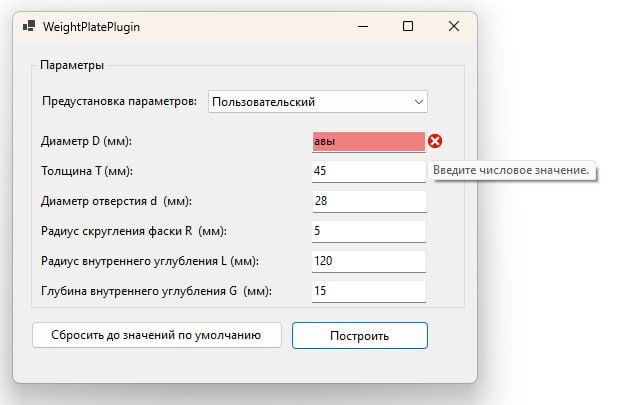 WeightPlatePlugin
Параметры
Предустановка параметров: Пользовательский
Диаметр D (мм): авы
Толщина T (мм): 45
Введите числовое значение.
Диаметр отверстия d (мм): 28
Радиус скругления фаски R (мм): 5
Радиус внутреннего углубления L (мм): 120
Глубина внутреннего углубления G (мм): 15
Сбросить до значений по умолчанию Построить